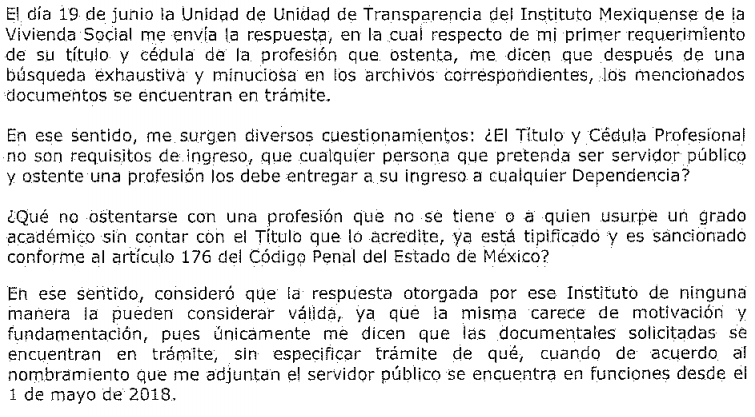 El día 19 de junio la Unidad de Unidad de Transparencia del Instituto Mexiquense de la
Vivienda Social me envía la respuesta, en la cual respecto de mi primer requerimiento
de su título y cédula de la profesión que ostenta, me dicen que después de una
búsqueda exhaustiva y minuciosa en los archivos correspondientes, los mencionados
documentos se encuentran en trámite.
En ese sentido, me surgen diversos cuestionamientos: ¿El Título y Cédula Profesional
no son requisitos de ingreso, que cualquier persona que pretenda ser servidor público
y ostente una profesión los debe entregar a su ingreso a cualquier Dependencia?
¿Qué no ostentarse con una profesión que no se tiene o a quien usurpe un grado
académico sin contar con el Título que lo acredite, ya está tipificado y es sancionado
conforme al artículo 176 del Código Penal del Estado de México?
En ese sentido, consideró que la respuesta otorgada por ese Instituto de ninguna
manera la pueden considerar válida, ya que la misma carece de motivación y
fundamentación, pues únicamente me dicen que las documentales solicitadas se
encuentran en trámite, sin especificar trámite de qué, cuando de acuerdo al
nombramiento que me adjuntan el servidor público se encuentra en funciones desde el
1 de mayo de 2018.